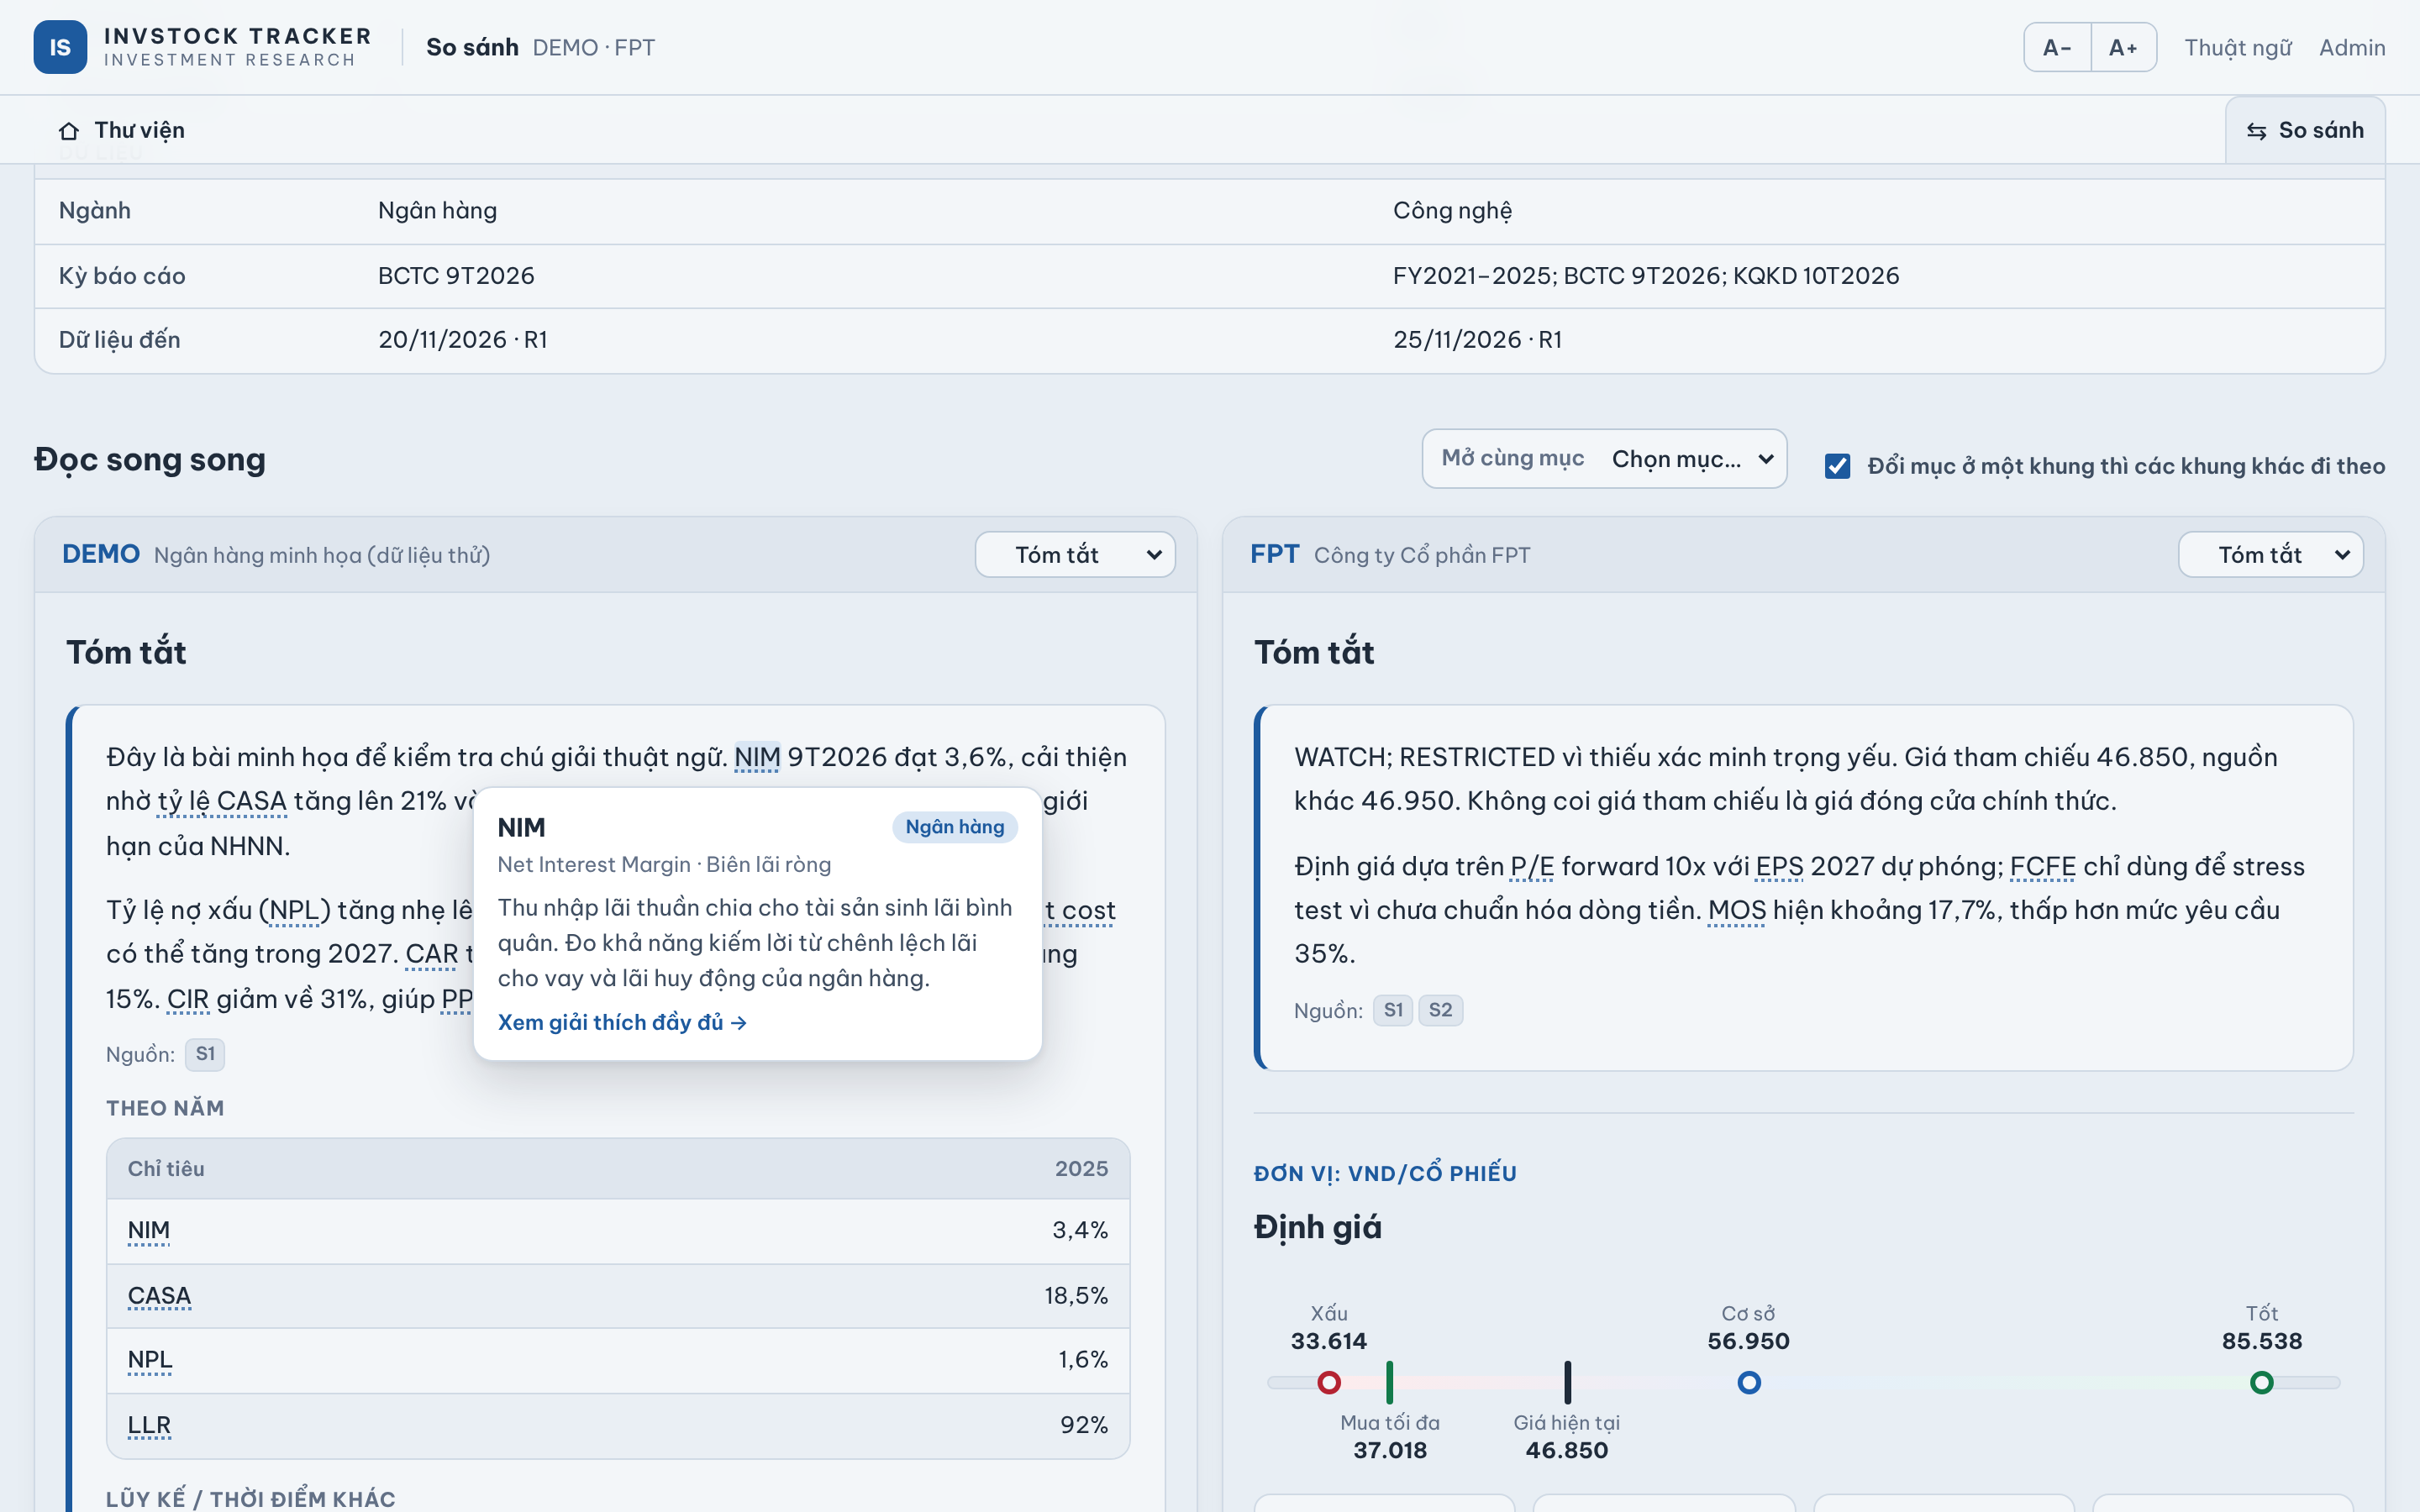 IS
INVSTOCK TRACKER
INVESTMENT RESEARCH
So sánh DEMO · FPT
A− A+ Thuật ngữ Admin
Thư viện
So sánh
Ngành Ngân hàng Công nghệ
Kỳ báo cáo BCTC 9T2026 FY2021–2025; BCTC 9T2026; KQKD 10T2026
Dữ liệu đến 20/11/2026 · R1 25/11/2026 · R1
Đọc song song
Mở cùng mục Chọn mục... Đổi mục ở một khung thì các khung khác đi theo
DEMO Ngân hàng minh họa (dữ liệu thử) Tóm tắt
Tóm tắt
Đây là bài minh họa để kiểm tra chú giải thuật ngữ. NIM 9T2026 đạt 3,6%, cải thiện
nhờ tỷ lệ CASA tăng lên 21% giới
hạn của NHNN.
Tỷ lệ nợ xấu (NPL) tăng nhẹ cost
có thể tăng trong 2027. CAR
15%. CIR giảm về 31%, giúp
Nguồn: S1
NIM Ngân hàng
Net Interest Margin · Biên lãi ròng
Thu nhập lãi thuần chia cho tài sản sinh lãi bình
quân. Đo khả năng kiếm lời từ chênh lệch lãi
cho vay và lãi huy động của ngân hàng.
Xem giải thích đầy đủ →
THEO NĂM
Chỉ tiêu 2025
NIM 3,4%
CASA 18,5%
NPL 1,6%
LLR 92%
LŨY KẾ / THỜI ĐIỂM KHÁC
FPT Công ty Cổ phần FPT Tóm tắt
Tóm tắt
WATCH; RESTRICTED vì thiếu xác minh trọng yếu. Giá tham chiếu 46.850, nguồn
khác 46.950. Không coi giá tham chiếu là giá đóng cửa chính thức.
Định giá dựa trên P/E forward 10x với EPS 2027 dự phóng; FCFE chỉ dùng để stress
test vì chưa chuẩn hóa dòng tiền. MOS hiện khoảng 17,7%, thấp hơn mức yêu cầu
35%.
Nguồn: S1 S2
ĐƠN VỊ: VND/CỔ PHIẾU
Định giá
Xấu Cơ sở Tốt
33.614 56.950 85.538
Mua tối đa Giá hiện tại
37.018 46.850